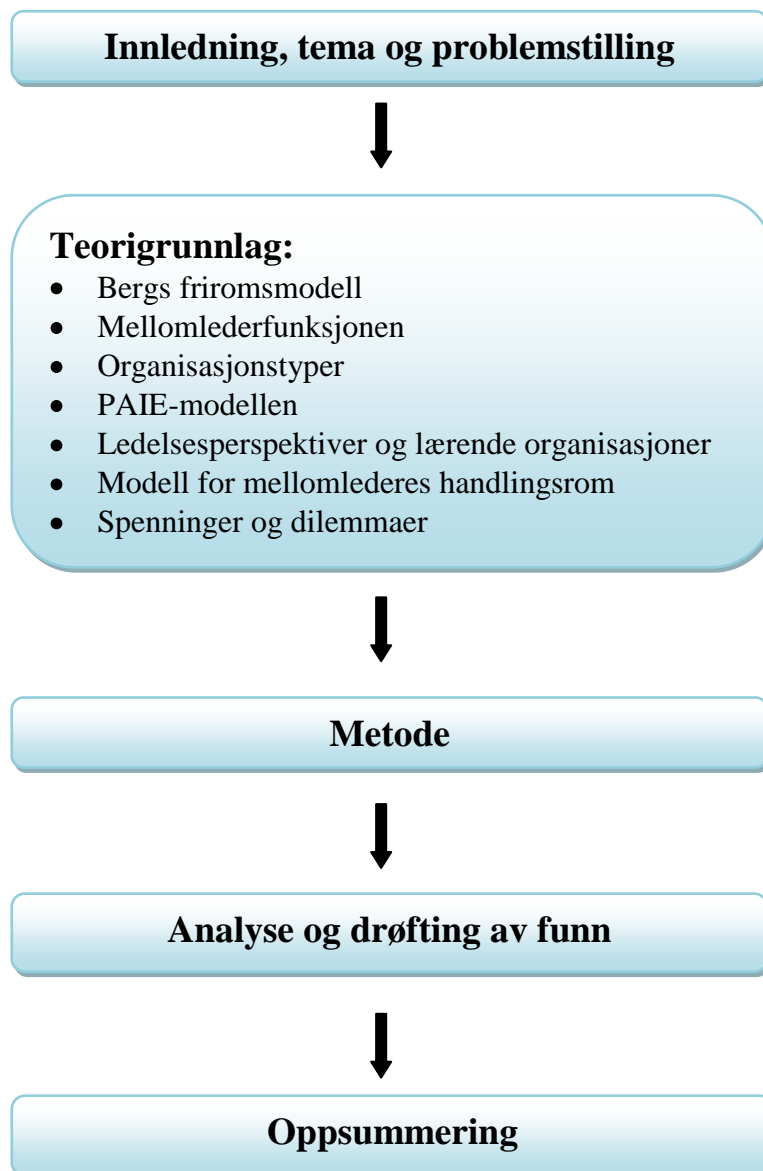 Innledning, tema og problemstilling
Teorigrunnlag:
• Bergs friromsmodell
• Mellomlederfunksjonen
• Organisasjonstyper
• PAIE-modellen
• Ledelsesperspektiver og lærende organisasjoner
• Modell for mellomlederes handlingsrom
• Spenninger og dilemmaer
Metode
Analyse og drøfting av funn
Oppsummering